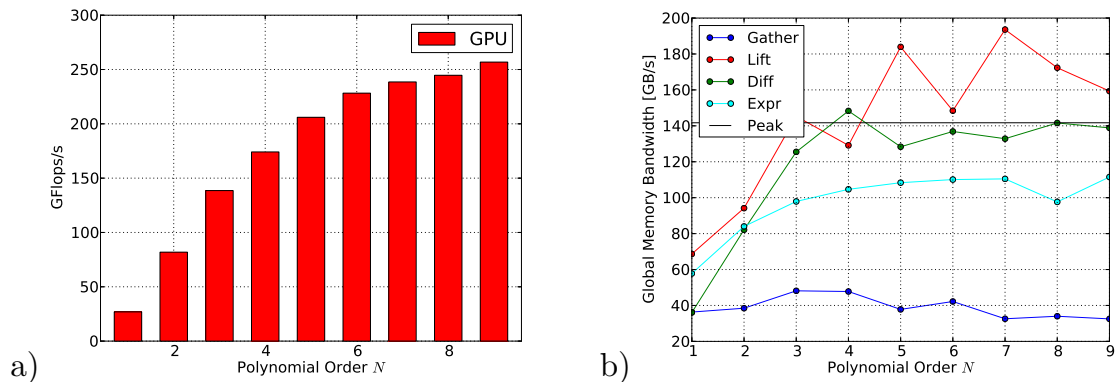 300
250
200
150
100
50
0
GFlops/s
GPU
2 4 6 8
Polynomial Order N
a)
200
180
160
140
120
100
80
60
40
20
Global Memory Bandwidth [GB/s]
Gather
Lift
Diff
Expr
Peak
1 2 3 4 5 6 7 8 9
Polynomial Order N
b)